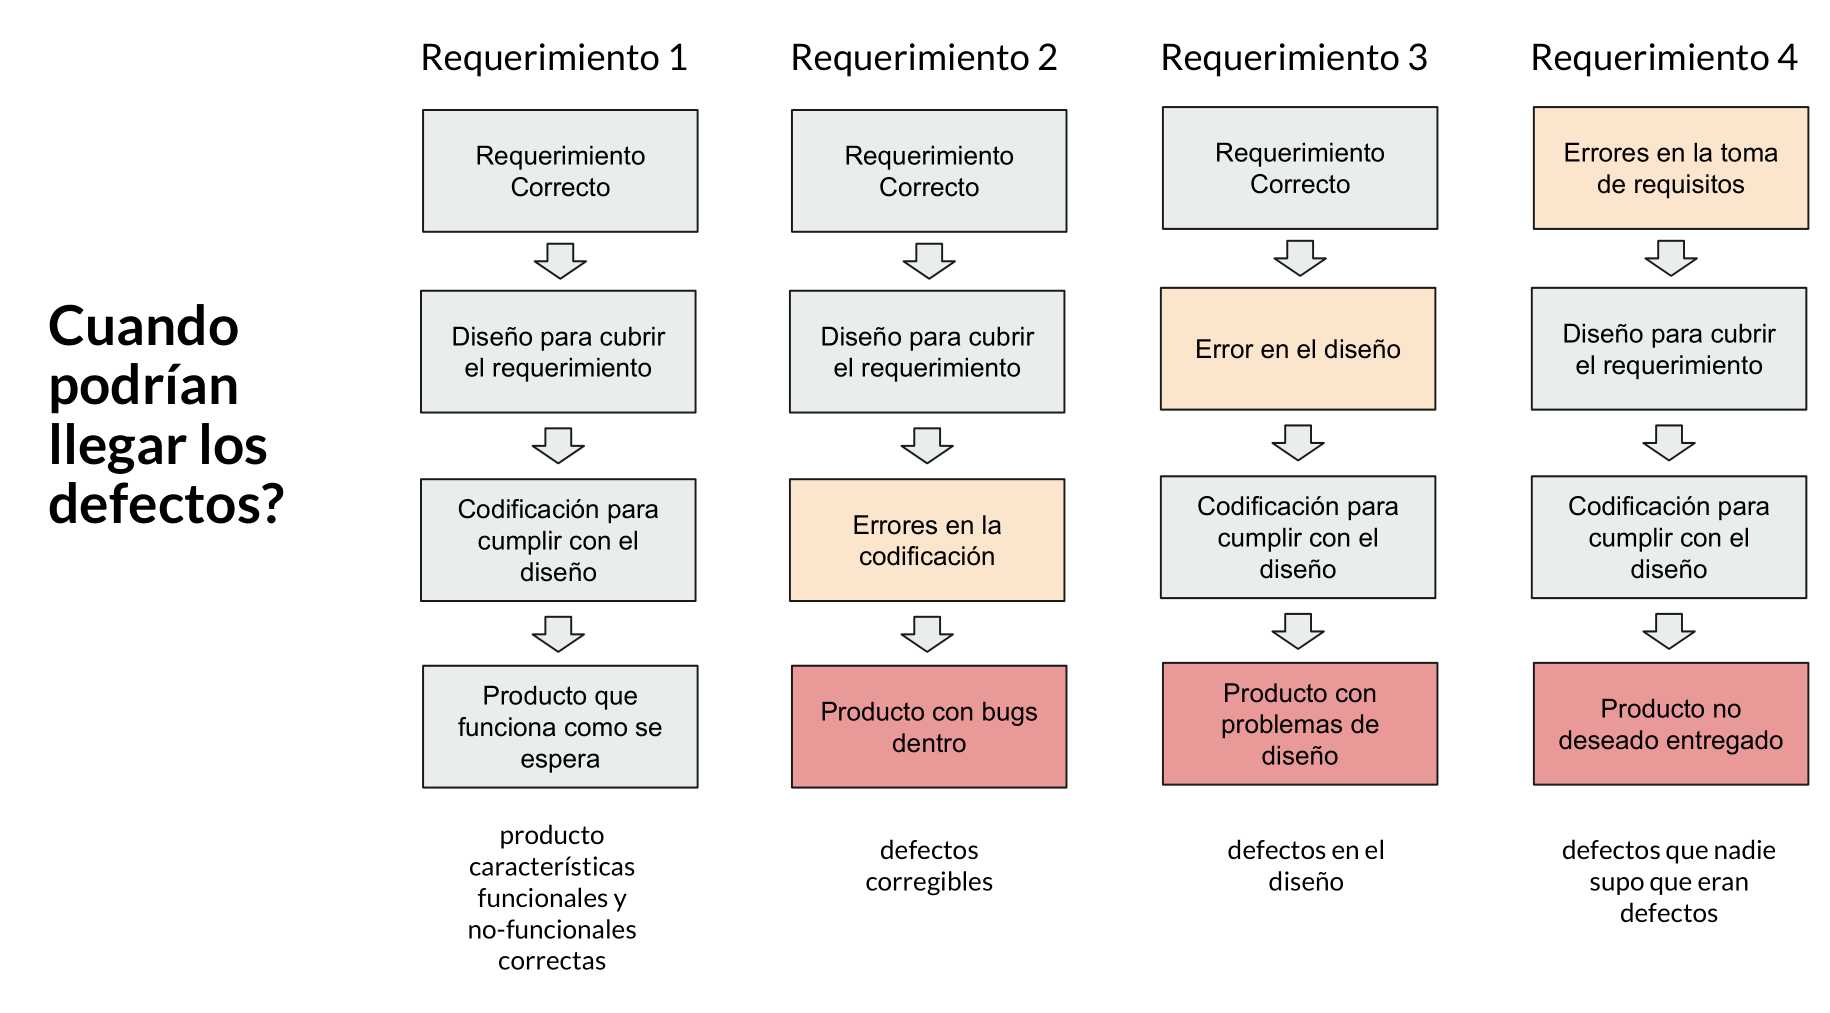 Cuando
podrían
llegar los
defectos?
Requerimiento 1
Requerimiento
Correcto
Diseño para cubrir
el requerimiento
Codificación para
cumplir con el
diseño
Producto que
funciona como se
espera
producto
características
funcionales y
no-funcionales
correctas
Requerimiento 2
Requerimiento
Correcto
Diseño para cubrir
el requerimiento
Errores en la
codificación
Producto con bugs
dentro
defectos
corregibles
Requerimiento 3
Requerimiento
Correcto
Error en el diseño
Codificación para
cumplir con el
diseño
Producto con
problemas de
diseño
defectos en el
diseño
Requerimiento 4
Errores en la toma
de requisitos
Diseño para cubrir
el requerimiento
Codificación para
cumplir con el
diseño
Producto no
deseado entregado
defectos que nadie
supo que eran
defectos